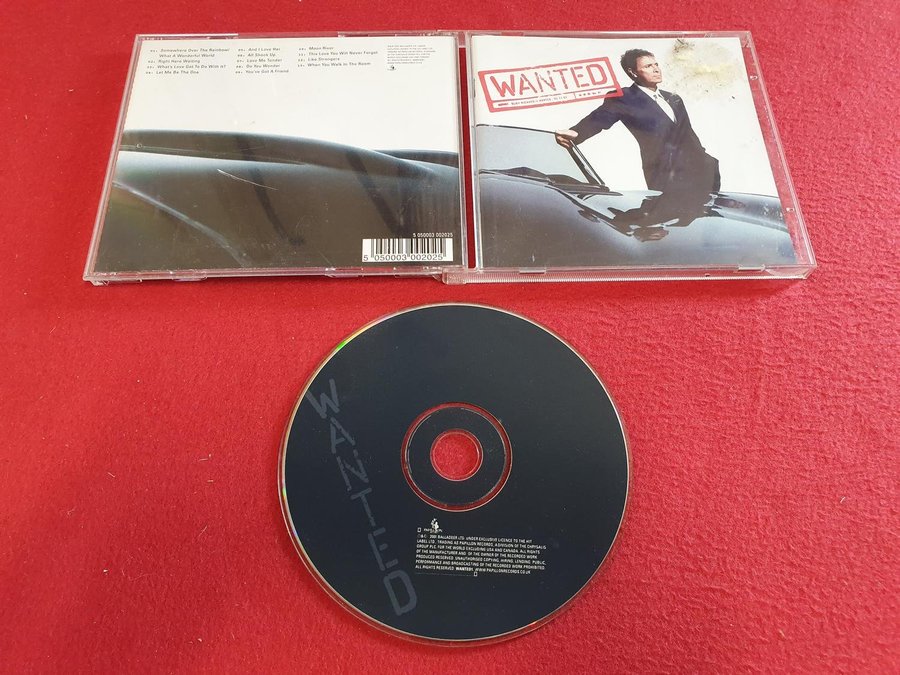 Somewhere Over The Rainbow/
What A Wonderful World
Right Here Waiting
What's Love Got To Do With It?
Let Me Be The One
And I Love Her
All Shook Up
Love Me Tender
Do You Wonder
You've Got A Friend
Moon River
This Love You Will Never Forget
Like Strangers
When You Walk In The Room
5 050003 002025
5 050003 002025
WANTED
WANTED
PAPILLON
2001 BALLADEER LTD. UNDER EXCLUSIVE LICENCE TO THE HIT
LABEL LTD, TRADING AS PAPILLON RECORDS, A DIVISION OF THE CHRYSALIS
GROUP PLC. FOR THE WORLD EXCLUDING USA AND CANADA. ALL RIGHTS
OF THE MANUFACTURER AND OF THE OWNER OF THE RECORDED WORK
PRODUCED RESERVED. UNAUTHORISED COPYING, HIRING, LENDING, PUBLIC
PERFORMANCE AND BROADCASTING OF THE RECORDED WORK PROHIBITED.
ALL RIGHTS RESERVED. WANTED1. WWW.PAPILLONRECORDS.CO.UK